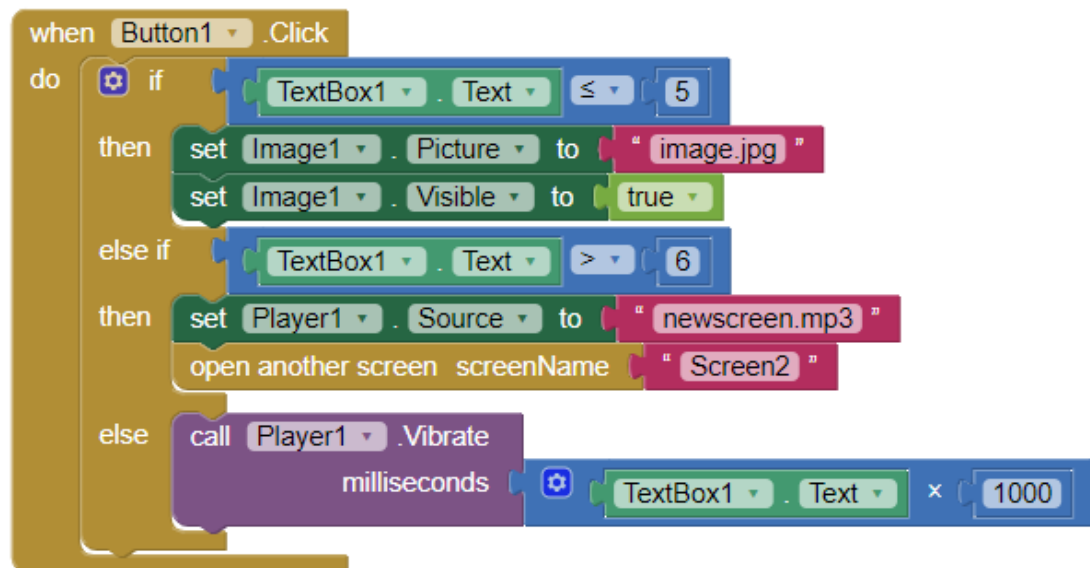 when Button1 .Click
do if TextBox1 . Text ≤ 5
then set Image1 . Picture to " image.jpg "
set Image1 . Visible to true
else if TextBox1 . Text > 6
then set Player1 . Source to " newscreen.mp3 "
open another screen screenName " Screen2 "
else call Player1 .Vibrate
milliseconds TextBox1 . Text × 1000